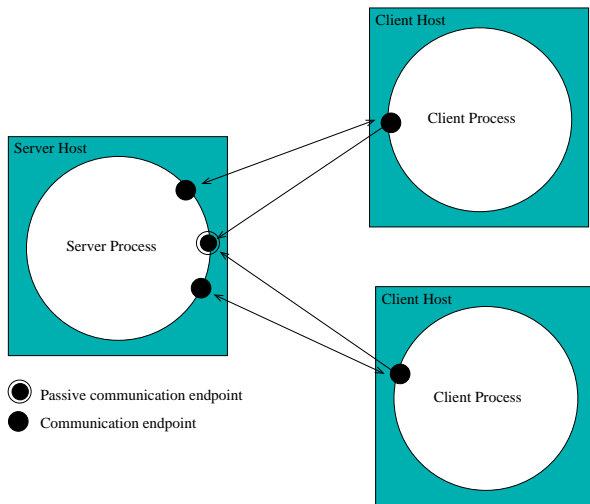 Client Host
Client Process
Server Host
Server Process
Client Host
Client Process
Passive communication endpoint
Communication endpoint